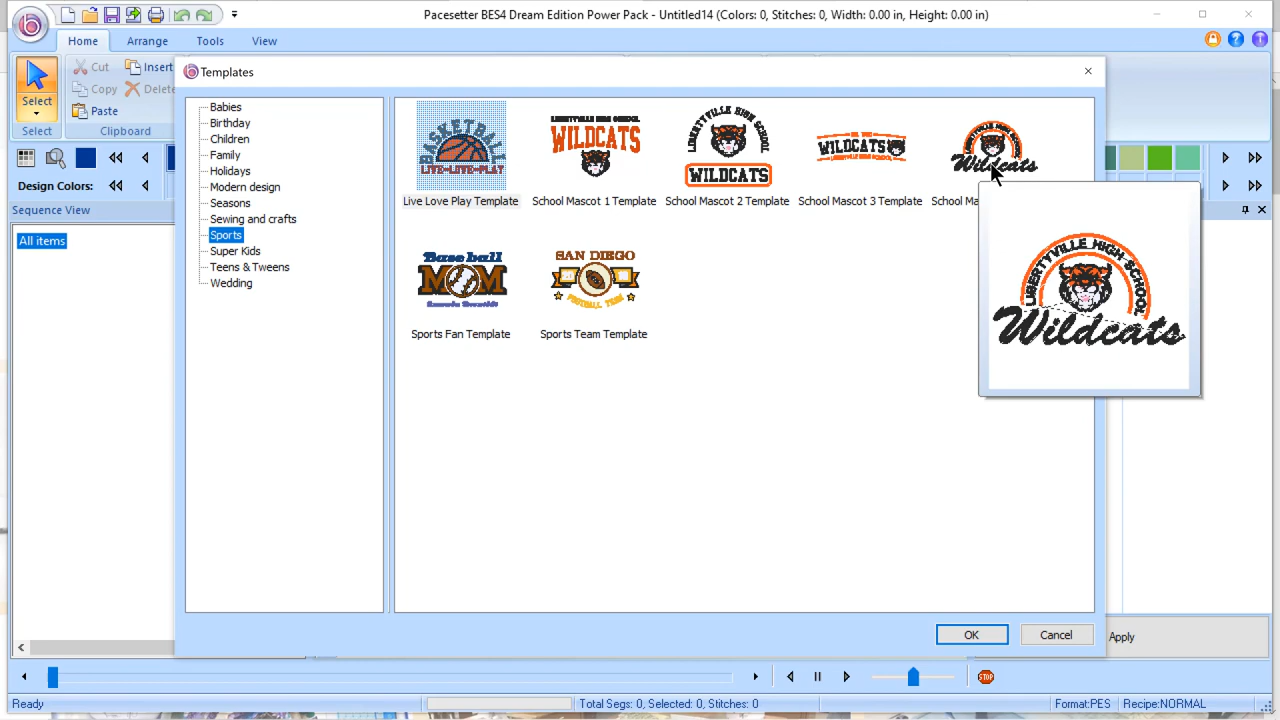 Pacesetter BES4 Dream Edition Power Pack - Untitled14 (Colors: 0, Stitches: 0, Width: 0.00 in, Height: 0.00 in)
Home Arrange Tools View
Select
Select
Cut
Insert
Copy
Delete
Paste
Clipboard
Design Colors:
Sequence View
All items
Templates
Babies
Birthday
Children
Family
Holidays
Modern design
Seasons
Sewing and crafts
Sports
Super Kids
Teens & Tweens
Wedding
BASKETBALL
LIVE-LOVE-PLAY
Live Love Play Template
LIBERTYVILLE HIGH SCHOOL
WILDCATS
School Mascot 1 Template
LIBERTYVILLE HIGH SCHOOL
WILDCATS
School Mascot 2 Template
WILDCATS
LIBERTYVILLE HIGH SCHOOL
School Mascot 3 Template
Wildcats
School Ma
LIBERTYVILLE HIGH SCHOOL
Wildcats
Baseball
MOM
Sports Fan Template
SAN DIEGO
FOOTBALL TEAM
Sports Team Template
OK
Cancel
Apply
STOP
Ready
Total Segs: 0, Selected: 0, Stitches: 0
Format:PES
Recipe:NORMAL